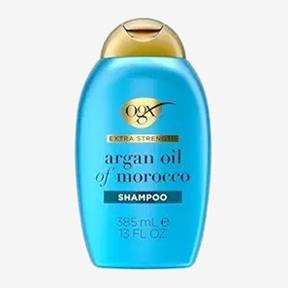 ogx
EXTRA STRENGTH
argan oil
of morocco
SHAMPOO
385 mL e
13 FL OZ.